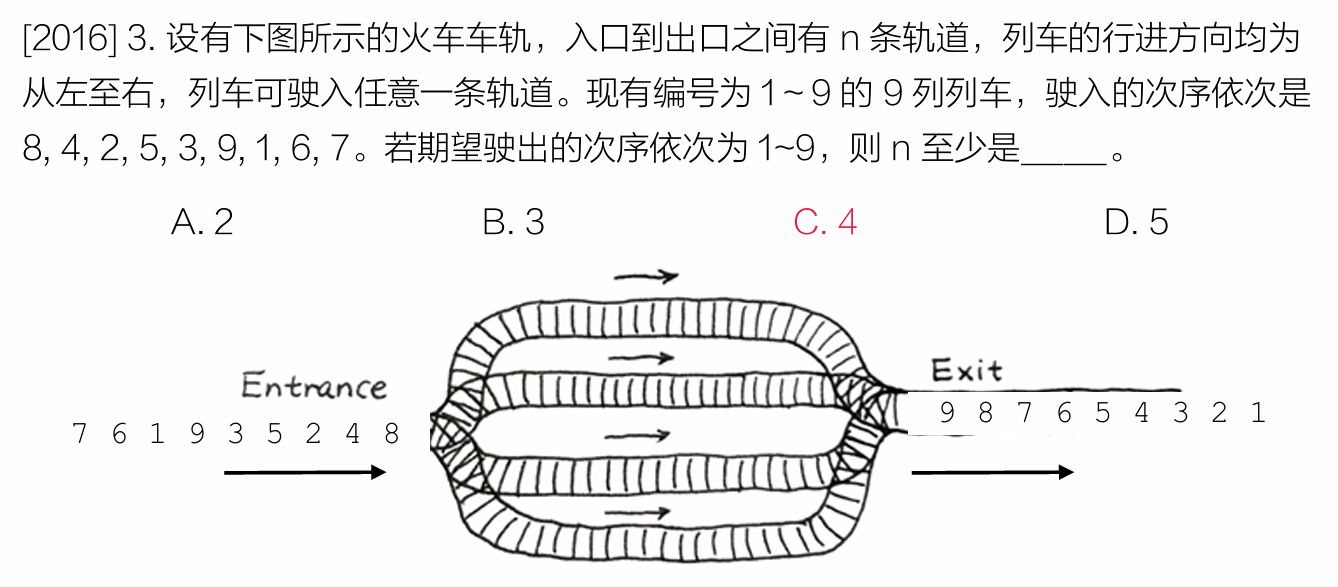 [2016] 3. 设有下图所示的火车车轨，入口到出口之间有 n 条轨道，列车的行进方向均为
从左至右，列车可驶入任意一条轨道。现有编号为 1~9 的 9 列列车，驶入的次序依次是
8, 4, 2, 5, 3, 9, 1, 6, 7。若期望驶出的次序依次为 1~9，则 n 至少是_____。
A. 2 B. 3 C. 4 D. 5
Entrance
Exit
7 6 1 9 3 5 2 4 8
9 8 7 6 5 4 3 2 1